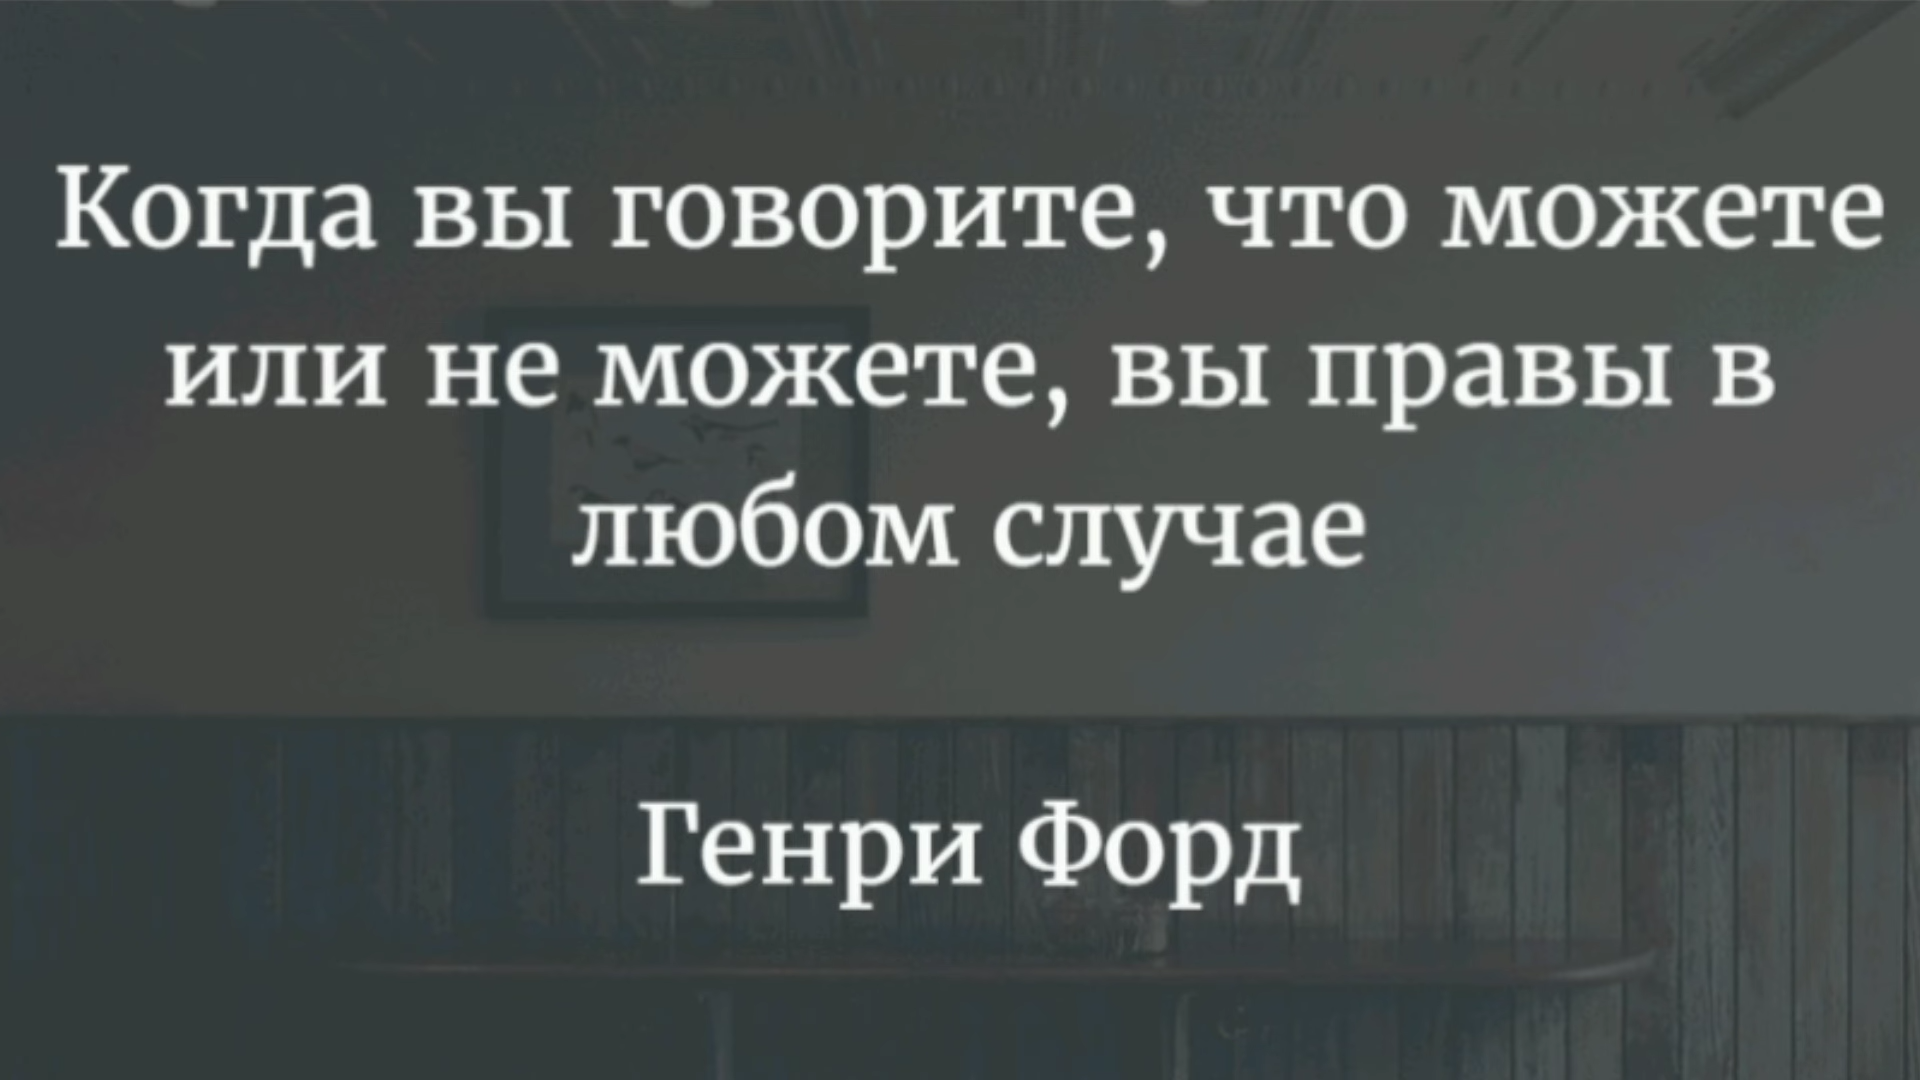 Когда вы говорите, что можете
или не можете, вы правы в
любом случае
Генри Форд